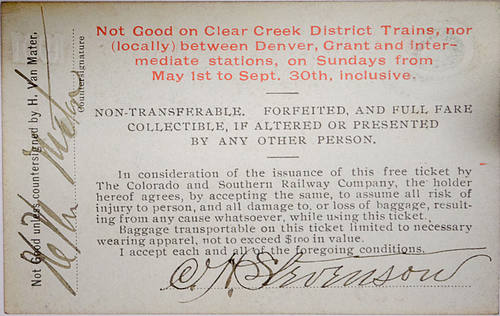 Not Good on Clear Creek District Trains, nor
(locally) between Denver, Grant and inter-
mediate stations, on Sundays from
May 1st to Sept. 30th, inclusive.
NON-TRANSFERABLE. FORFEITED, AND FULL FARE
COLLECTIBLE, IF ALTERED OR PRESENTED
BY ANY OTHER PERSON.
In consideration of the issuance of this free ticket by
The Colorado and Southern Railway Company, the holder
hereof agrees, by accepting the same, to assume all risk of
injury to person, and all damage to, or loss of baggage, result-
ing from any cause whatsoever, while using this ticket.
Baggage transportable on this ticket limited to necessary
wearing apparel, not to exceed $100 in value.
I accept each and all of the foregoing conditions.
Stevenson
Not Good unless countersigned by H. Van Mater.
Countersignature